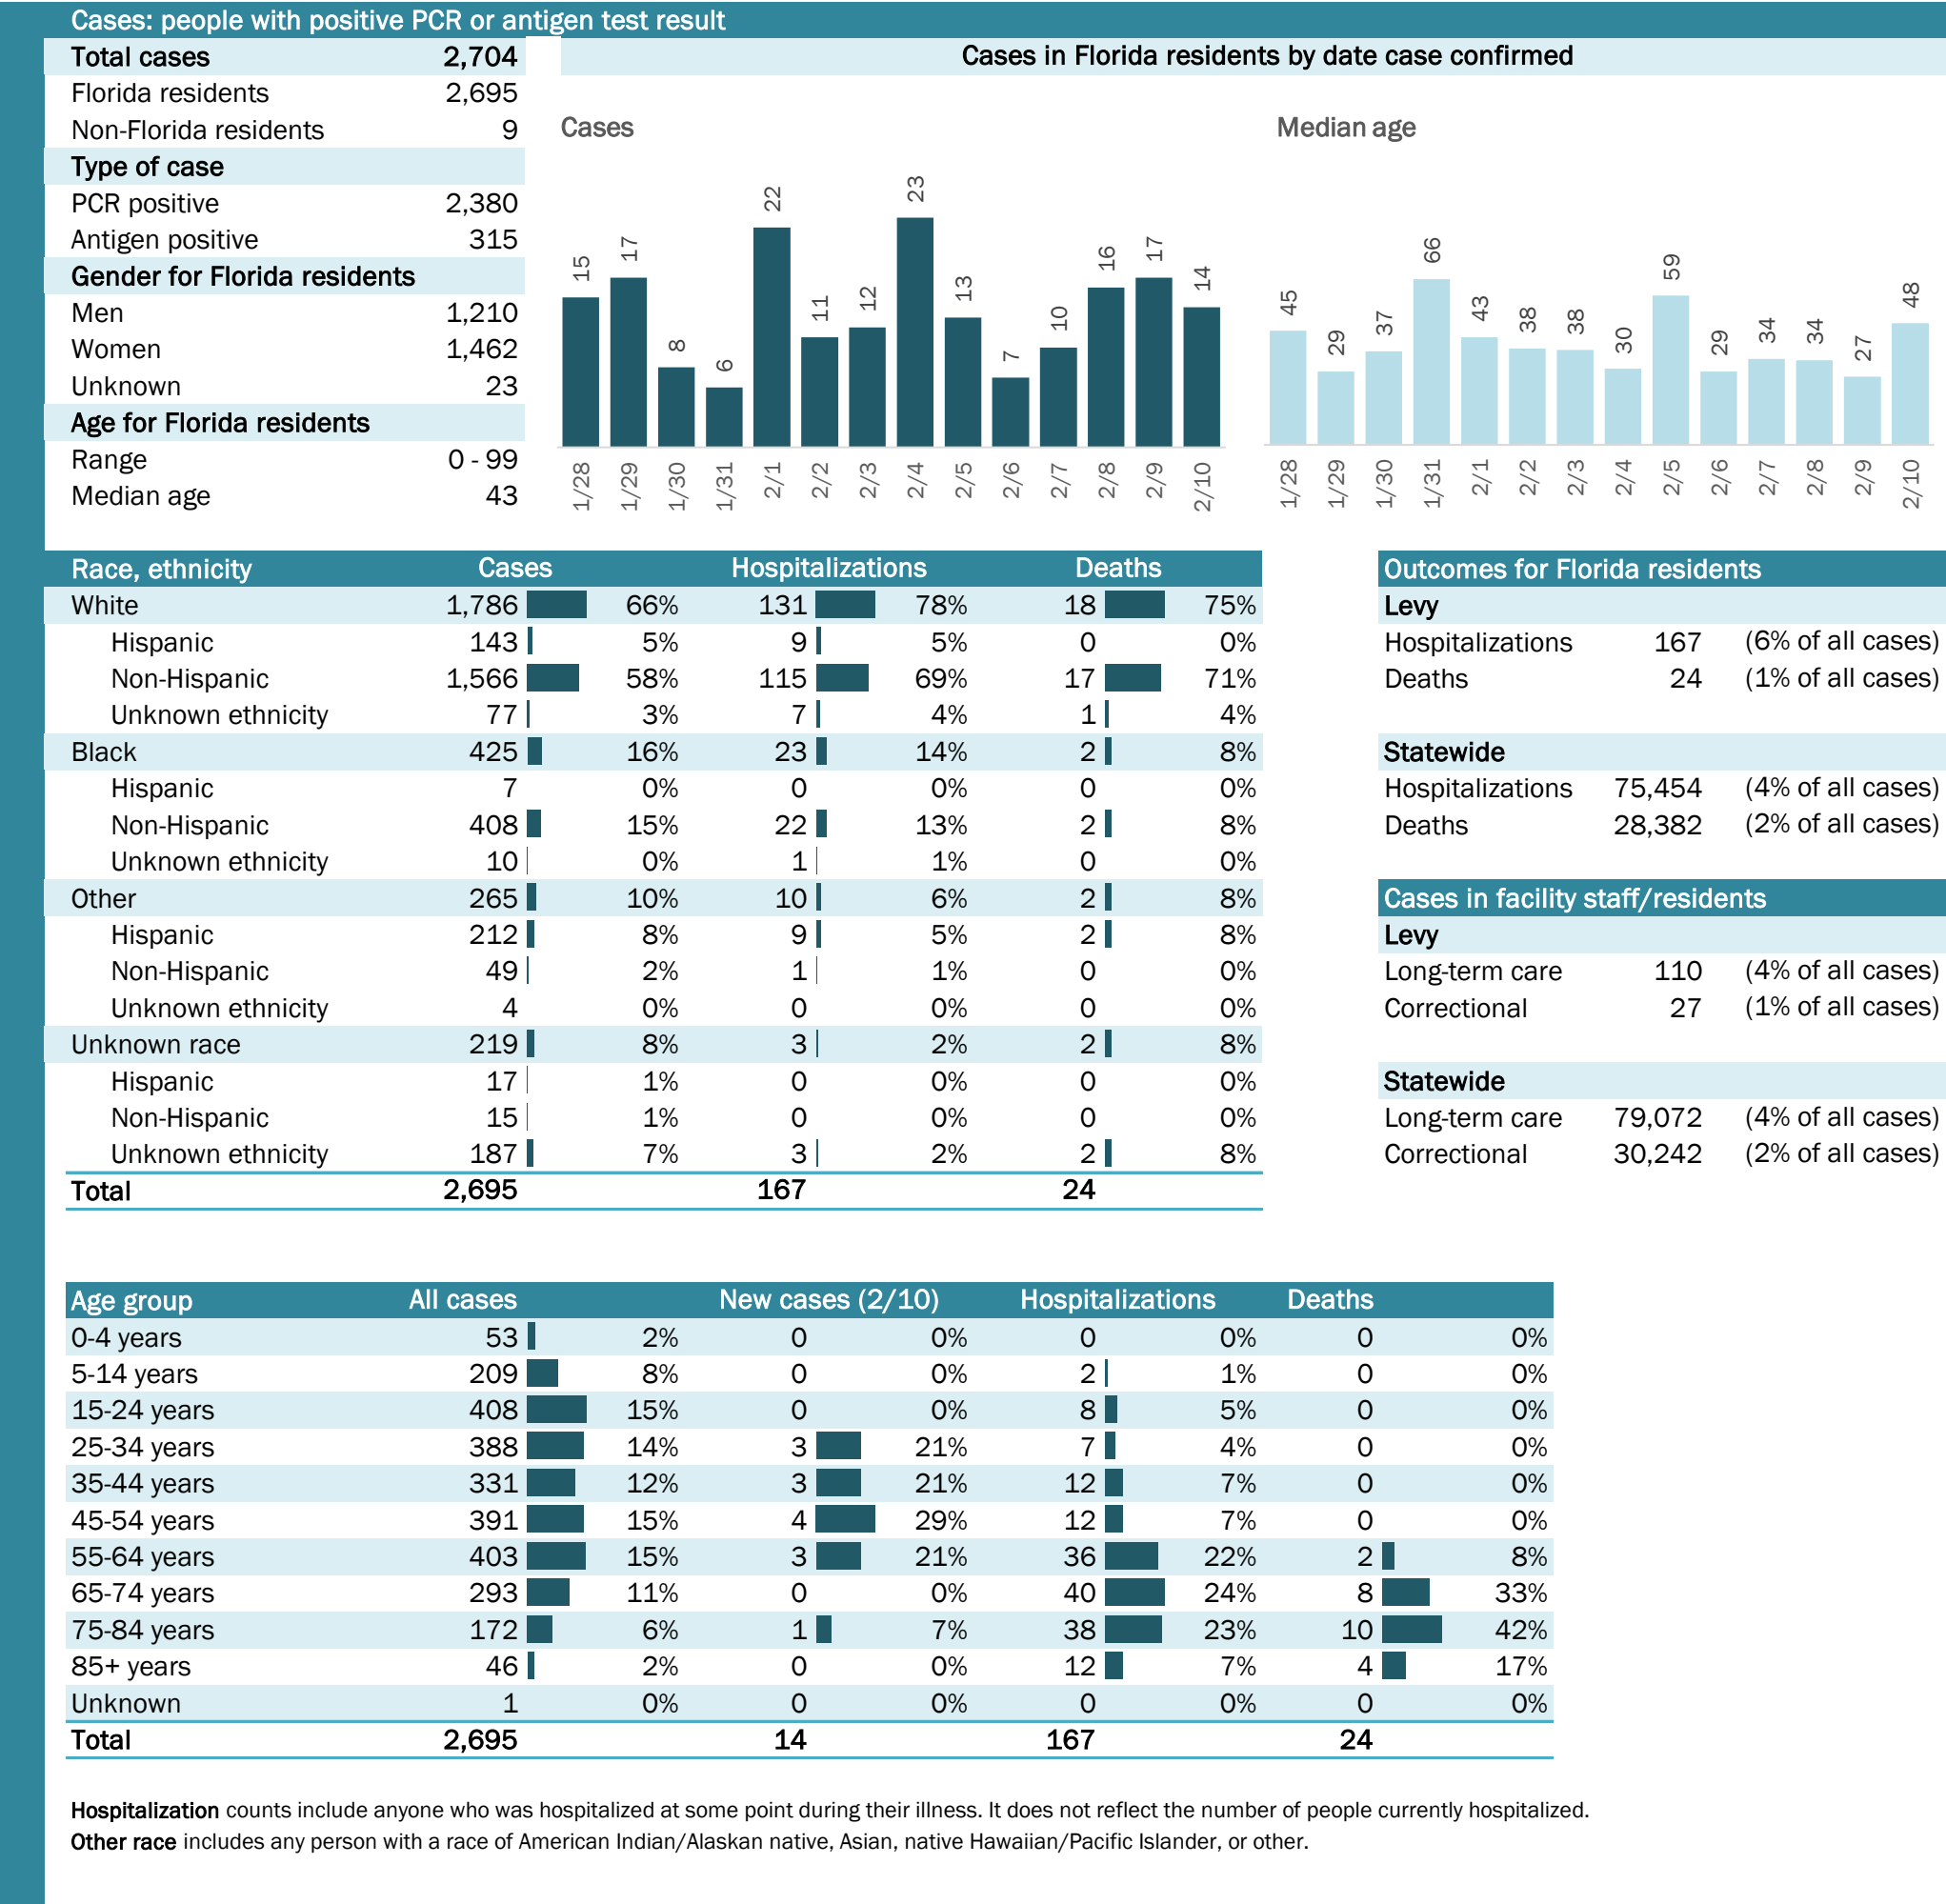 Cases: people with positive PCR or antigen test result
Total cases 2,704
Florida residents 2,695
Non-Florida residents 9
Type of case
PCR positive 2,380
Antigen positive 315
Gender for Florida residents
Men 1,210
Women 1,462
Unknown 23
Age for Florida residents
Range 0 - 99
Median age 43
Cases in Florida residents by date case confirmed
Cases
15 17 8 6 22 11 12 23 13 7 10 16 17 14
1/28 1/29 1/30 1/31 2/1 2/2 2/3 2/4 2/5 2/6 2/7 2/8 2/9 2/10
Median age
45 29 37 66 43 38 38 30 59 29 34 34 27 48
1/28 1/29 1/30 1/31 2/1 2/2 2/3 2/4 2/5 2/6 2/7 2/8 2/9 2/10
Race, ethnicity Cases Hospitalizations Deaths
White 1,786 66% 131 78% 18 75%
Hispanic 143 5% 9 5% 0 0%
Non-Hispanic 1,566 58% 115 69% 17 71%
Unknown ethnicity 77 3% 7 4% 1 4%
Black 425 16% 23 14% 2 8%
Hispanic 7 0% 0 0% 0 0%
Non-Hispanic 408 15% 22 13% 2 8%
Unknown ethnicity 10 0% 1 1% 0 0%
Other 265 10% 10 6% 2 8%
Hispanic 212 8% 9 5% 2 8%
Non-Hispanic 49 2% 1 1% 0 0%
Unknown ethnicity 4 0% 0 0% 0 0%
Unknown race 219 8% 3 2% 2 8%
Hispanic 17 1% 0 0% 0 0%
Non-Hispanic 15 1% 0 0% 0 0%
Unknown ethnicity 187 7% 3 2% 2 8%
Total 2,695 167 24
Outcomes for Florida residents
Levy
Hospitalizations 167 (6% of all cases)
Deaths 24 (1% of all cases)
Statewide
Hospitalizations 75,454 (4% of all cases)
Deaths 28,382 (2% of all cases)
Cases in facility staff/residents
Levy
Long-term care 110 (4% of all cases)
Correctional 27 (1% of all cases)
Statewide
Long-term care 79,072 (4% of all cases)
Correctional 30,242 (2% of all cases)
Age group All cases New cases (2/10) Hospitalizations Deaths
0-4 years 53 2% 0 0% 0 0% 0 0%
5-14 years 209 8% 0 0% 2 1% 0 0%
15-24 years 408 15% 0 0% 8 5% 0 0%
25-34 years 388 14% 3 21% 7 4% 0 0%
35-44 years 331 12% 3 21% 12 7% 0 0%
45-54 years 391 15% 4 29% 12 7% 0 0%
55-64 years 403 15% 3 21% 36 22% 2 8%
65-74 years 293 11% 0 0% 40 24% 8 33%
75-84 years 172 6% 1 7% 38 23% 10 42%
85+ years 46 2% 0 0% 12 7% 4 17%
Unknown 1 0% 0 0% 0 0% 0 0%
Total 2,695 14 167 24
Hospitalization counts include anyone who was hospitalized at some point during their illness. It does not reflect the number of people currently hospitalized.
Other race includes any person with a race of American Indian/Alaskan native, Asian, native Hawaiian/Pacific Islander, or other.